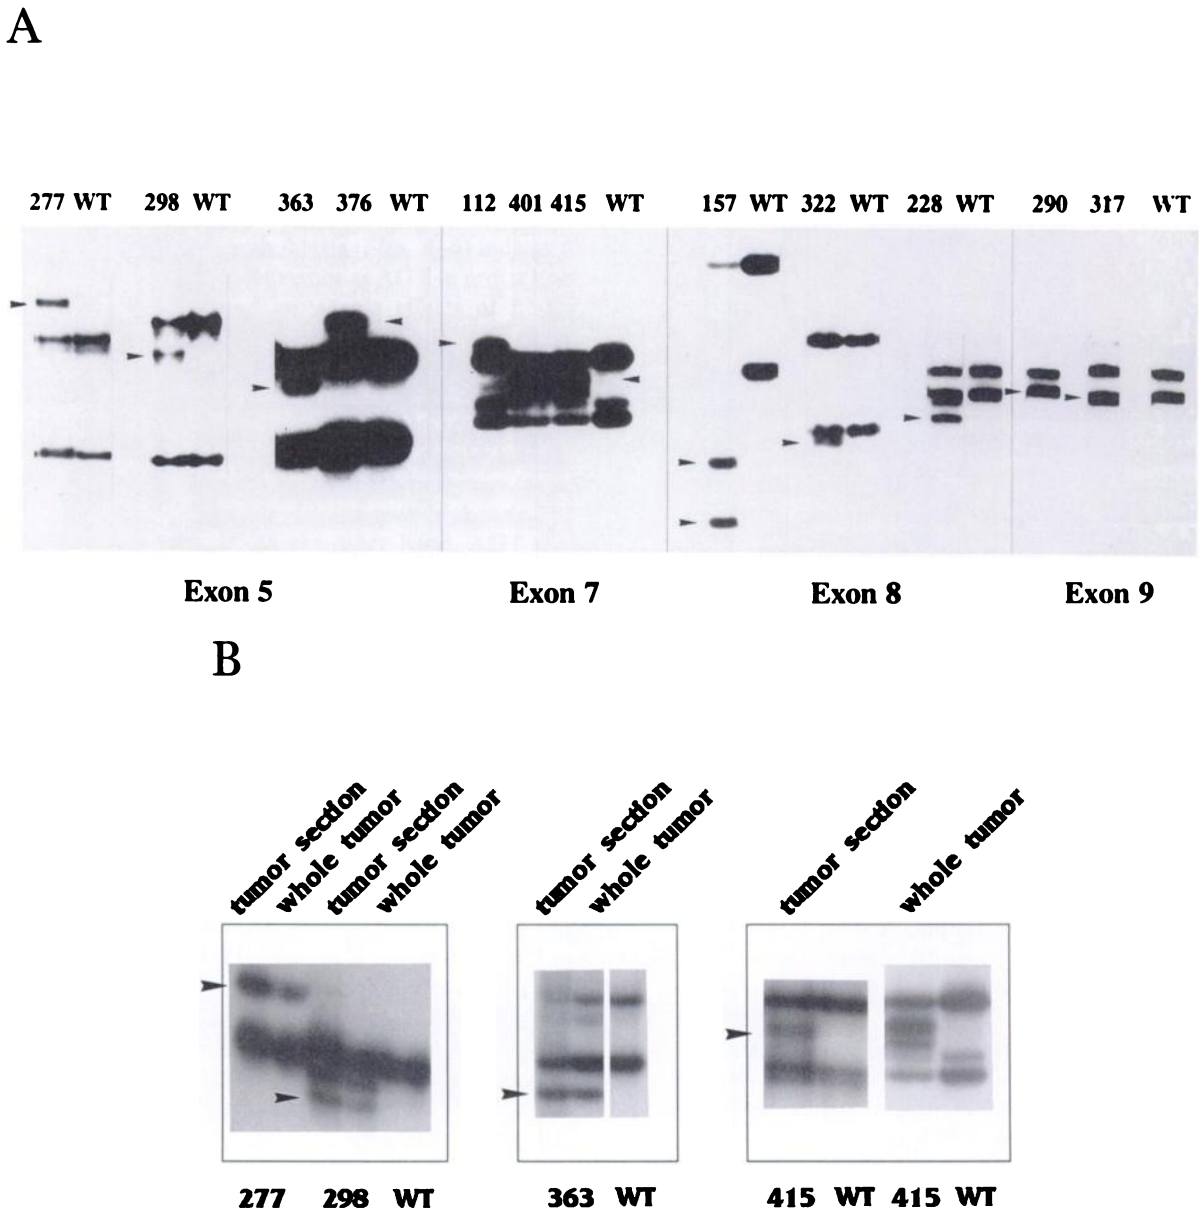 A
277 WT 298 WT 363 376 WT 112 401 415 WT 157 WT 322 WT 228 WT 290 317 WT
Exon 5 Exon 7 Exon 8 Exon 9
B
tumor section whole tumor tumor section whole tumor tumor section whole tumor tumor section whole tumor
277 298 WT 363 WT 415 WT 415 WT